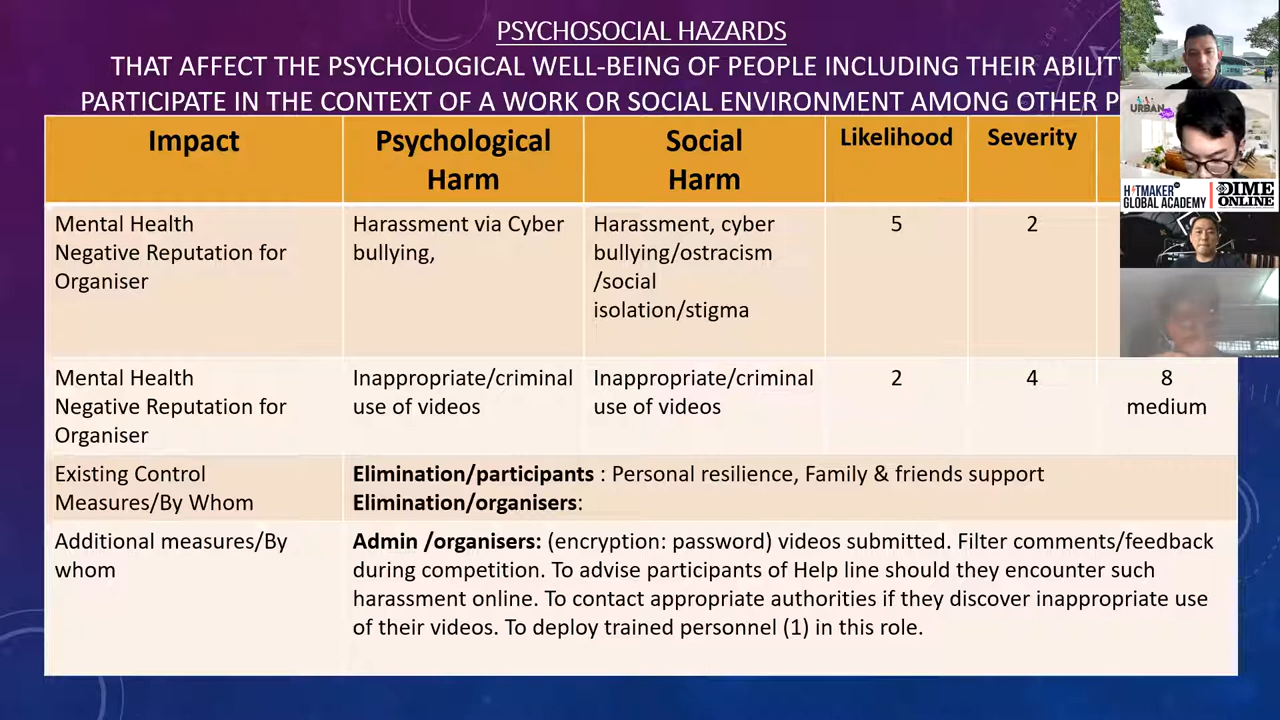 PSYCHOSOCIAL HAZARDS
THAT AFFECT THE PSYCHOLOGICAL WELL-BEING OF PEOPLE INCLUDING THEIR
PARTICIPATE IN THE CONTEXT OF A WORK OR SOCIAL ENVIRONMENT AMONG OTHER
URBAN
HITMAKER
GLOBAL ACADEMY
DIME
ONLINE
Impact
Psychological
Harm
Social
Harm
Likelihood
Severity
Mental Health
Negative Reputation for
Organiser
Harassment via Cyber
bullying,
Harassment, cyber
bullying/ostracism
/social
isolation/stigma
5
2
Mental Health
Negative Reputation for
Organiser
Inappropriate/criminal
use of videos
Inappropriate/criminal
use of videos
2
4
8
medium
Existing Control
Measures/By Whom
Elimination/participants : Personal resilience, Family & friends support
Elimination/organisers:
Additional measures/By
whom
Admin /organisers: (encryption: password) videos submitted. Filter comments/feedback
during competition. To advise participants of Help line should they encounter such
harassment online. To contact appropriate authorities if they discover inappropriate use
of their videos. To deploy trained personnel (1) in this role.